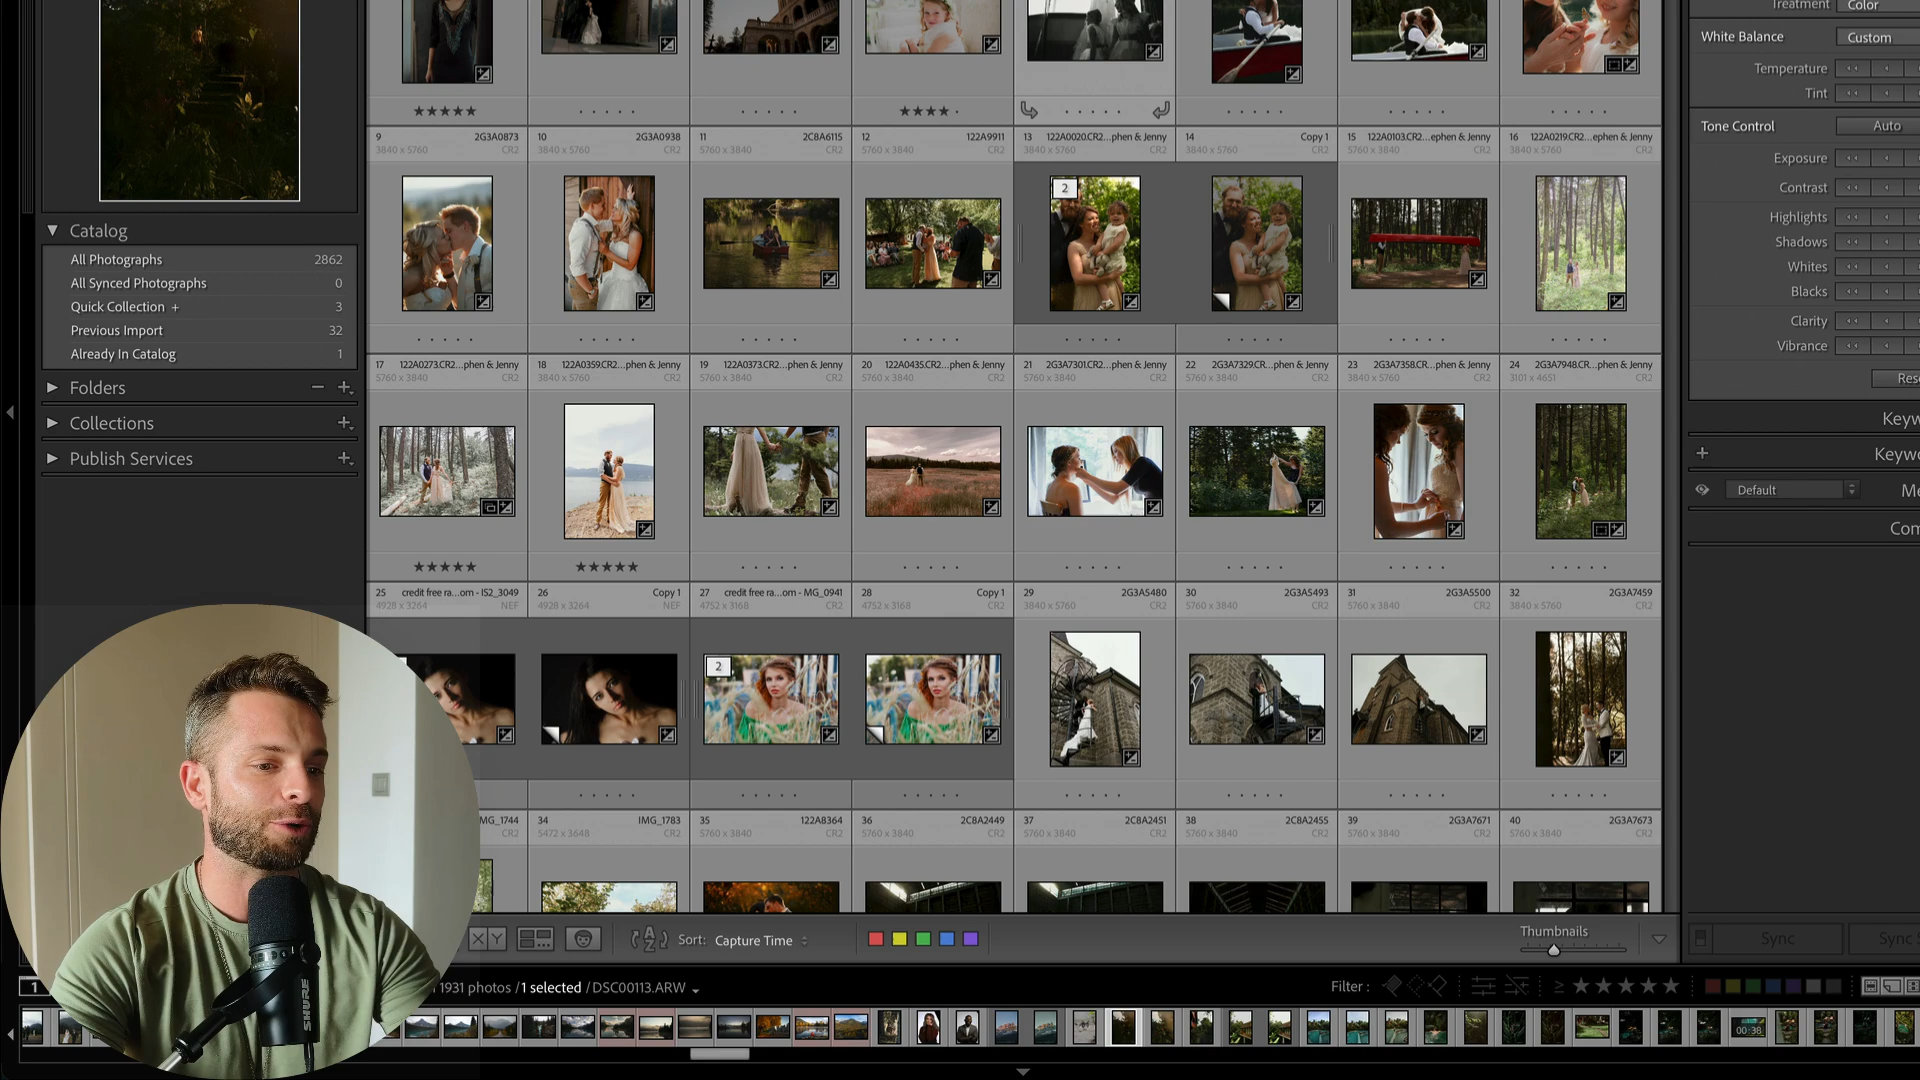 Treatment Color
White Balance Custom
Temperature
Tint
Tone Control Auto
Exposure
Contrast
Highlights
Shadows
Whites
Blacks
Clarity
Vibrance
Catalog
All Photographs 2862
All Synced Photographs 0
Quick Collection + 3
Previous Import 32
Already In Catalog 1
Folders
Collections
Publish Services
9 2G3A0873 10 2G3A0938 11 2C8A6115 12 122A9911 13 122A0020.CR2...phen & Jenny 14 Copy 1 15 122A0103.CR2...ephen & Jenny 16 122A0219.CR2...ephen & Jenny
3840 x 5760 CR2 3840 x 5760 CR2 5760 x 3840 CR2 5760 x 3840 CR2 3840 x 5760 CR2 3840 x 5760 CR2 5760 x 3840 CR2 3840 x 5760 CR2
2
17 122A0273.CR2...phen & Jenny 18 122A0359.CR2...phen & Jenny 19 122A0373.CR2...phen & Jenny 20 122A0435.CR2...phen & Jenny 21 2G3A7301.CR2...phen & Jenny 22 2G3A7329.CR2...phen & Jenny 23 2G3A7358.CR2...phen & Jenny 24 2G3A7948.CR2...phen & Jenny
5760 x 3840 CR2 3840 x 5760 CR2 5760 x 3840 CR2 5760 x 3840 CR2 5760 x 3840 CR2 5760 x 3840 CR2 3840 x 5760 CR2 3101 x 4651 CR2
25 credit free ra...om - IS2_3049 26 Copy 1 27 credit free ra...om - MG_0941 28 Copy 1 29 2G3A5480 30 2G3A5493 31 2G3A5500 32 2G3A7459
4928 x 3264 NEF 4928 x 3264 NEF 4752 x 3168 CR2 4752 x 3168 CR2 3840 x 5760 CR2 5760 x 3840 CR2 5760 x 3840 CR2 3840 x 5760 CR2
2
MG_1744 34 IMG_1783 35 122A8364 36 2C8A2449 37 2C8A2451 38 2C8A2455 39 2G3A7671 40 2G3A7673
CR2 5472 x 3648 CR2 5760 x 3840 CR2 5760 x 3840 CR2 5760 x 3840 CR2 5760 x 3840 CR2 5760 x 3840 CR2 5760 x 3840 CR2
Rese
Keyw
Keywo
Default Me
Com
X Y Sort: Capture Time Thumbnails
Sync Sync S
1 1931 photos / 1 selected / DSC00113.ARW Filter :
00:38
SHURE